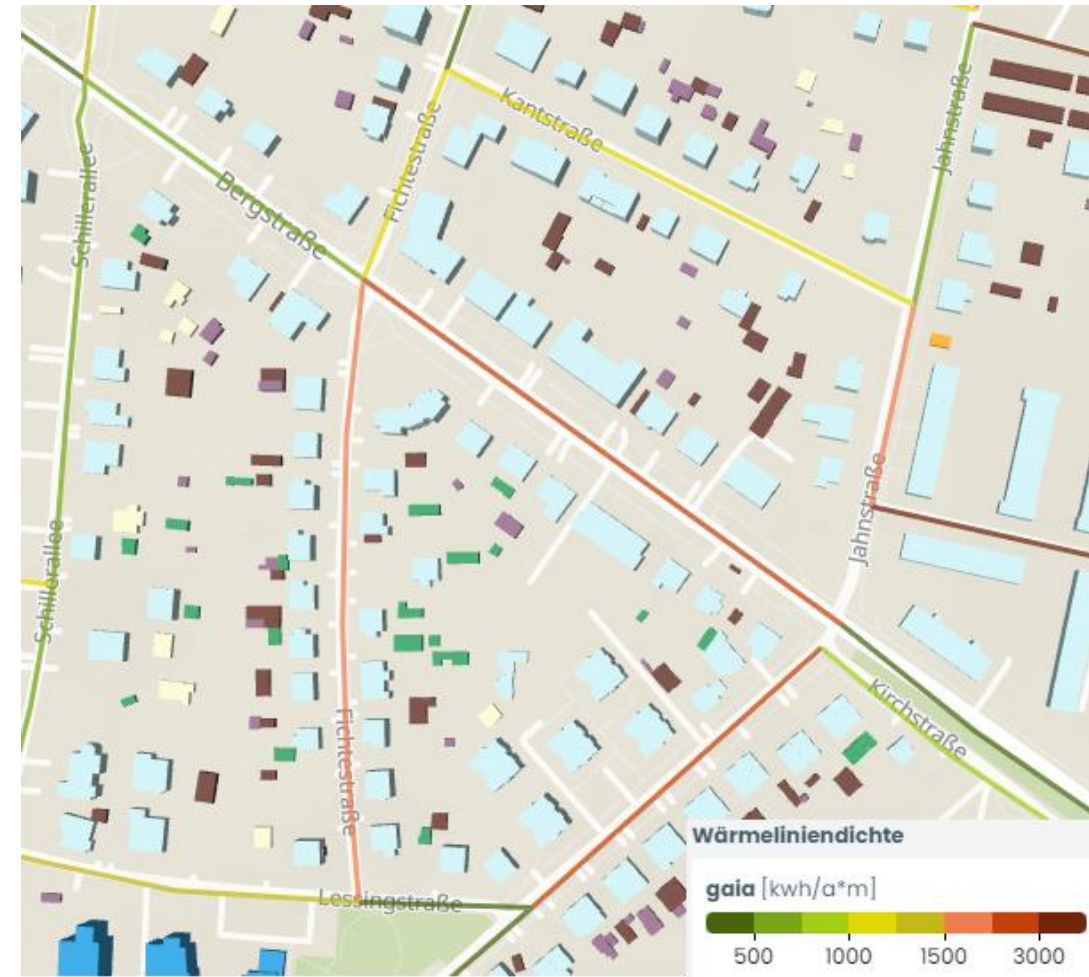 Kantstraße
Fichtestraße
Jahnstraße
Schillerallee
Bergstraße
Jahnstraße
Schillerallee
Kirchstraße
Fichtestraße
Lessingstraße
Wärmeliniendichte
gaia [kwh/a*m]
500 1000 1500 3000